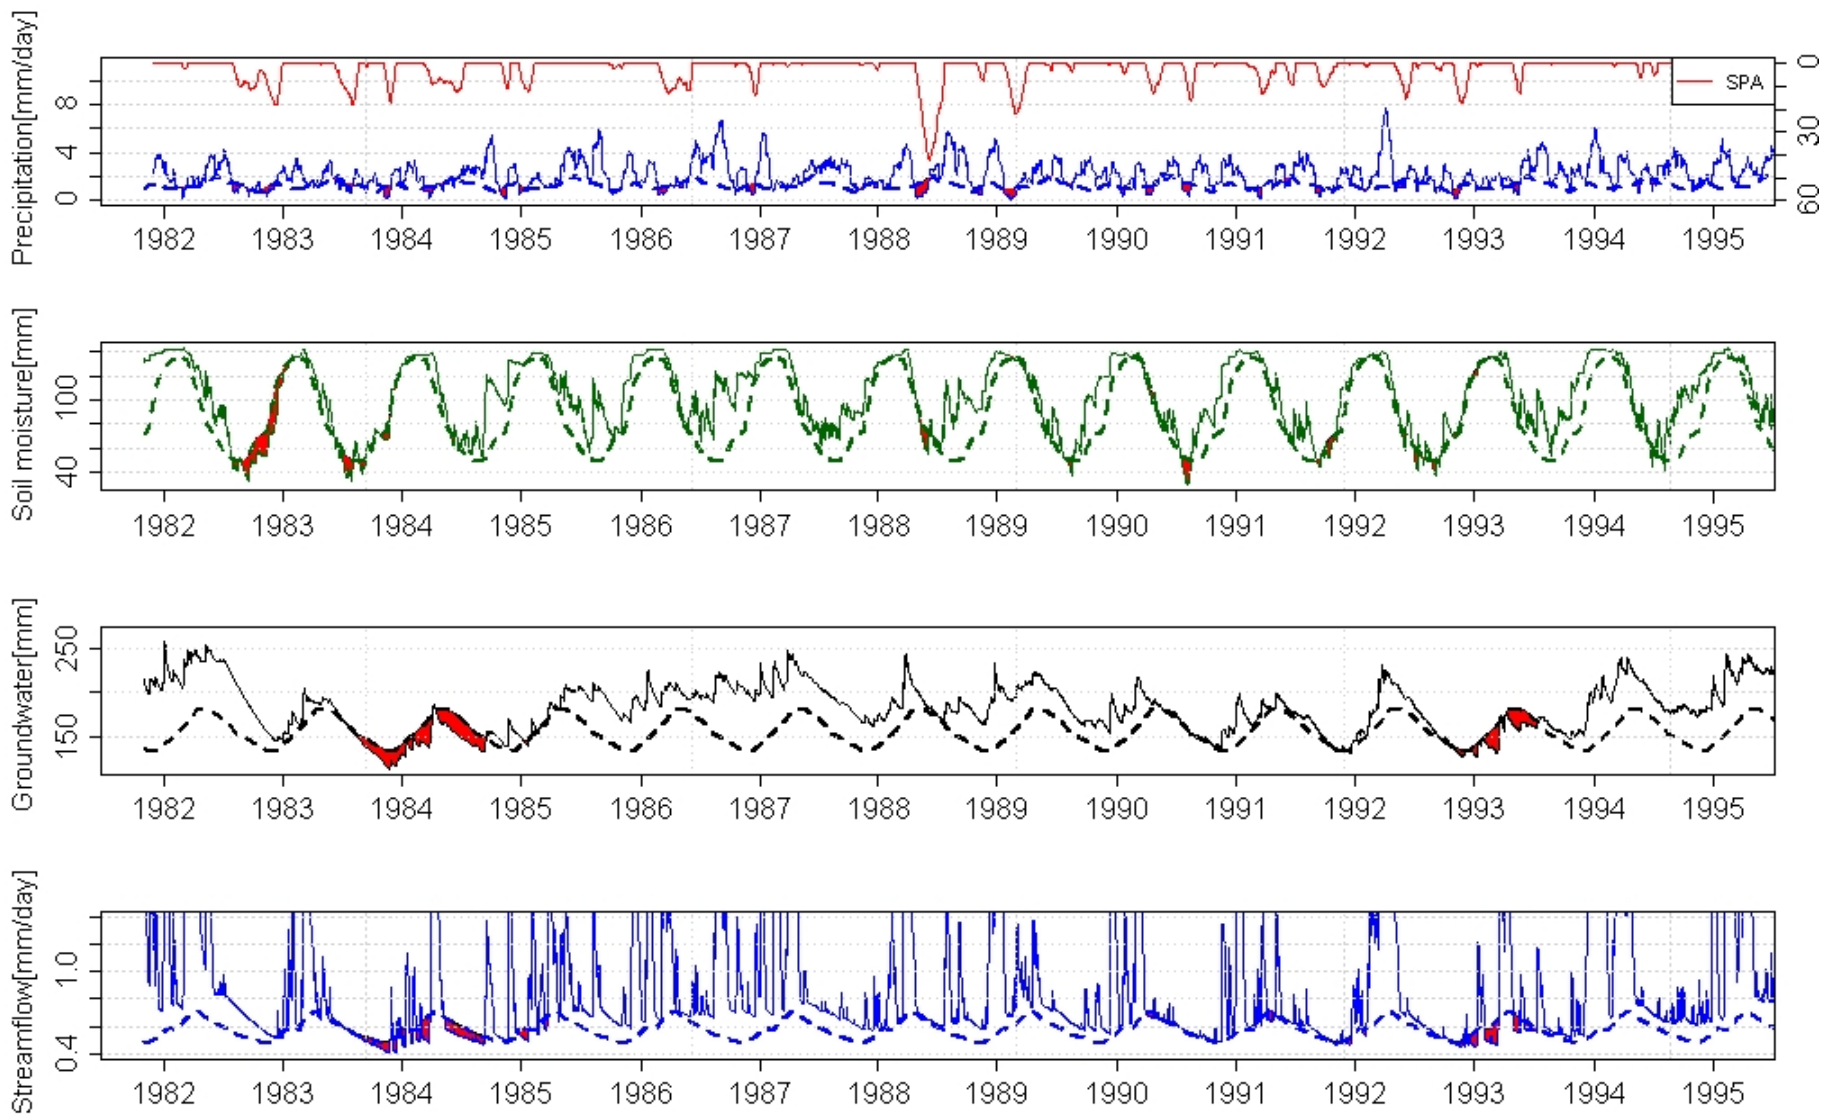 Precipitation[mm/day]
0 4 8
0 30 60
SPA
1982 1983 1984 1985 1986 1987 1988 1989 1990 1991 1992 1993 1994 1995
Soil moisture[mm]
40 100
1982 1983 1984 1985 1986 1987 1988 1989 1990 1991 1992 1993 1994 1995
Groundwater[mm]
150 250
1982 1983 1984 1985 1986 1987 1988 1989 1990 1991 1992 1993 1994 1995
Streamflow[mm/day]
0.4 1.0
1982 1983 1984 1985 1986 1987 1988 1989 1990 1991 1992 1993 1994 1995